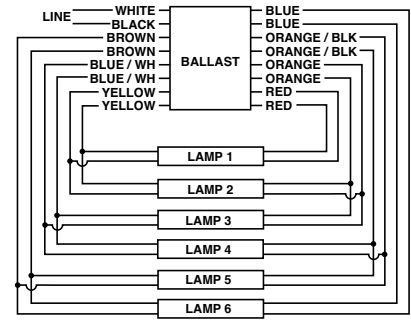 LINE
WHITE
BLACK
BROWN
BROWN
BLUE / WH
BLUE / WH
YELLOW
YELLOW
BALLAST
BLUE
BLUE
ORANGE / BLK
ORANGE / BLK
ORANGE
ORANGE
RED
RED
LAMP 1
LAMP 2
LAMP 3
LAMP 4
LAMP 5
LAMP 6